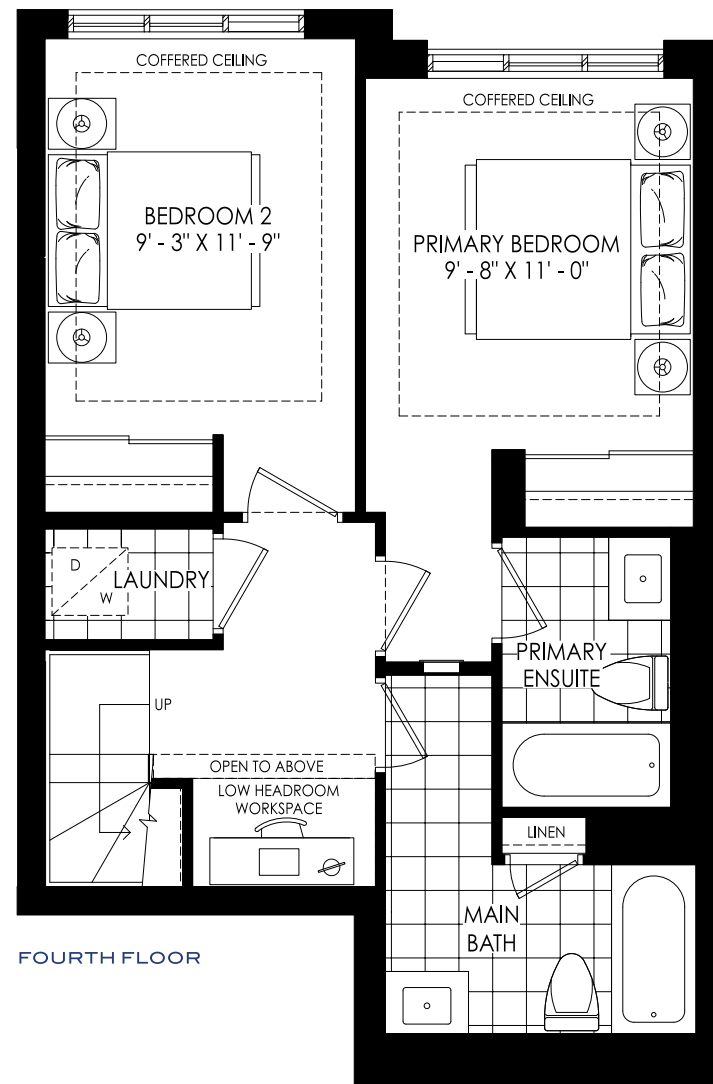 COFFERED CEILING
BEDROOM 2
9' - 3" X 11' - 9"
COFFERED CEILING
PRIMARY BEDROOM
9' - 8" X 11' - 0"
D
W
LAUNDRY
PRIMARY
ENSUITE
UP
OPEN TO ABOVE
LOW HEADROOM
WORKSPACE
LINEN
MAIN
BATH
FOURTH FLOOR